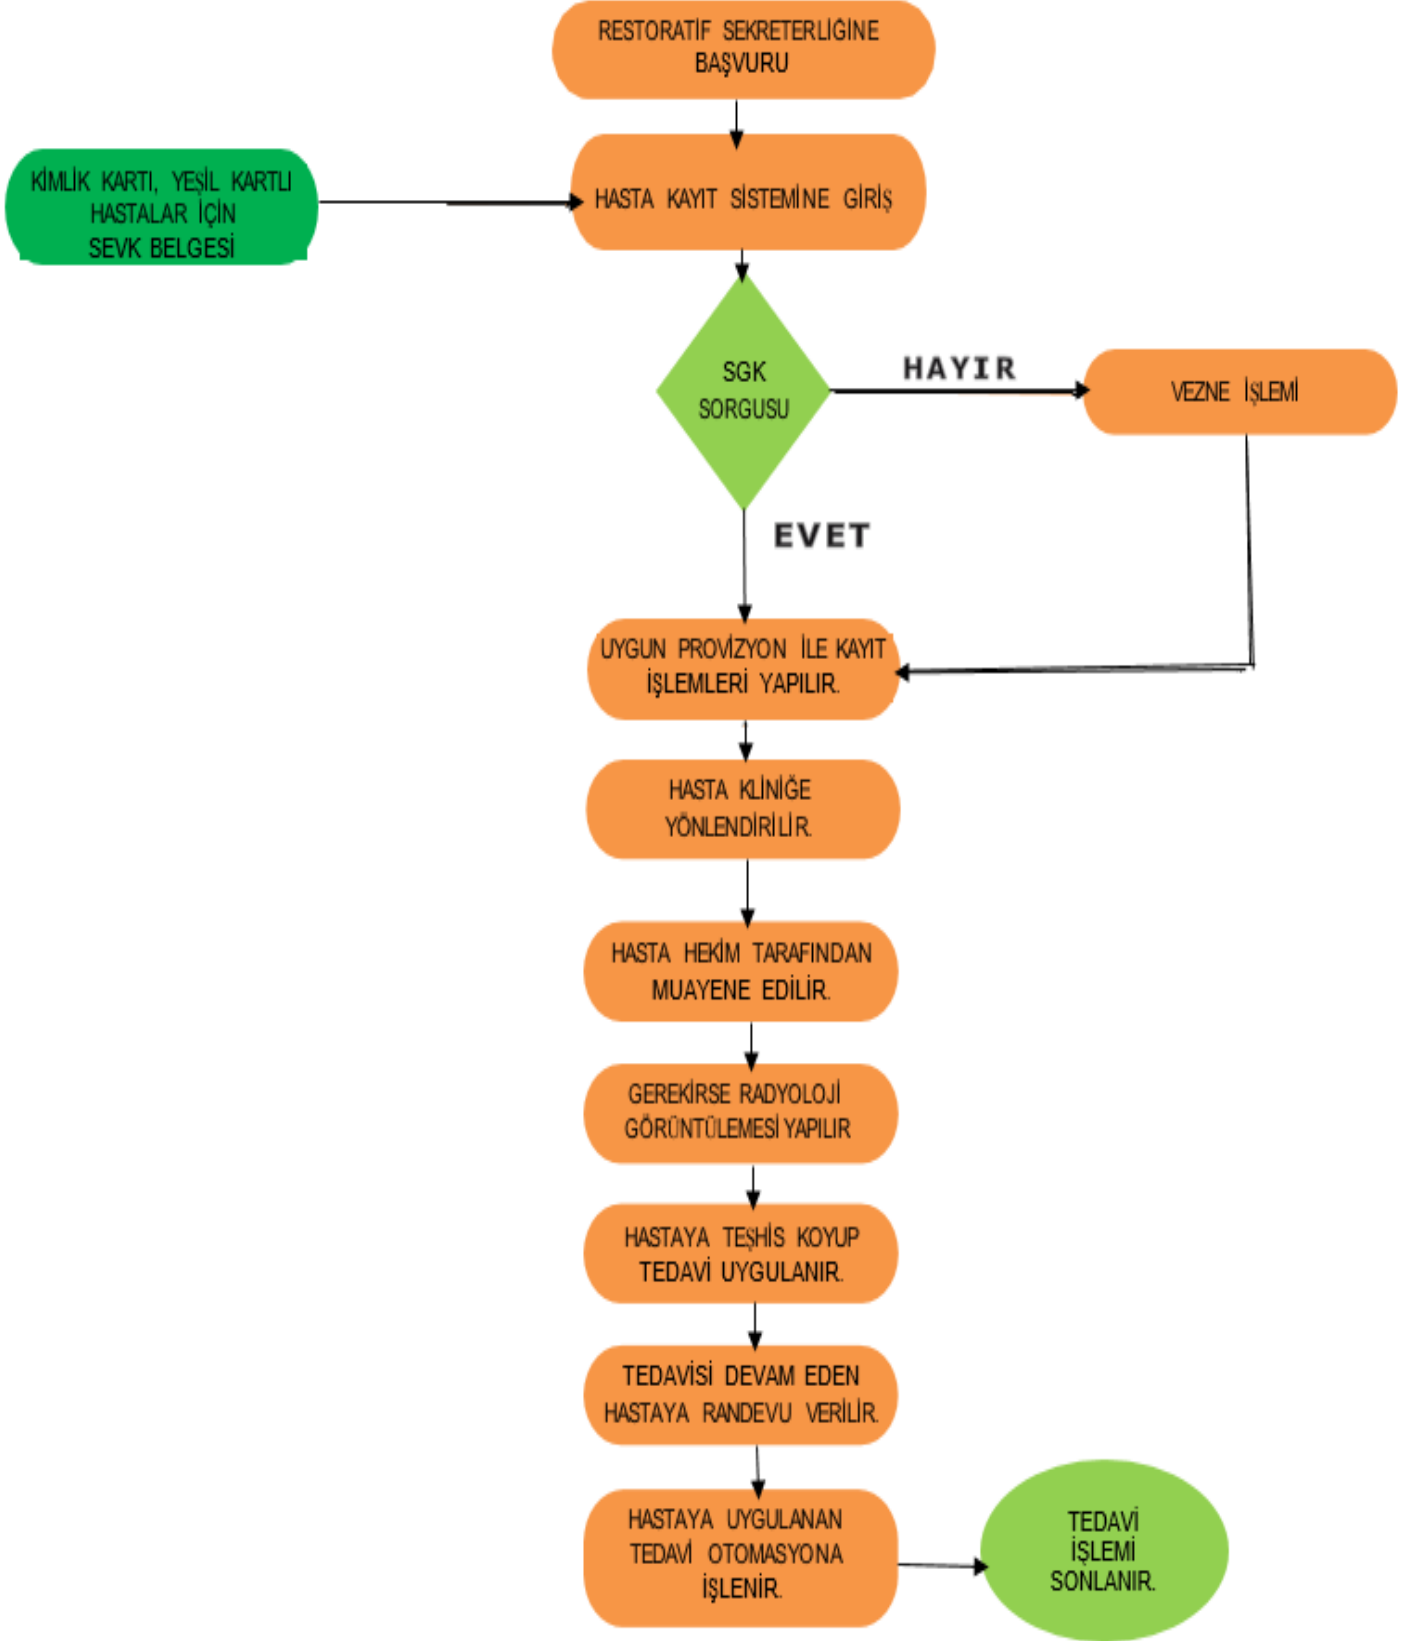 RESTORATİF SEKRETERLİĞİNE
BAŞVURU
KİMLİK KARTI, YEŞİL KARTLI
HASTALAR İÇİN
SEVK BELGESİ
HASTA KAYIT SİSTEMİNE GİRİŞ
SGK
SORGUSU
HAYIR
VEZNE İŞLEMİ
EVET
UYGUN PROVİZYON İLE KAYIT
İŞLEMLERİ YAPILIR.
HASTA KLİNİĞE
YÖNLENDİRİLİR.
HASTA HEKİM TARAFINDAN
MUAYENE EDİLİR.
GEREKİRSE RADYOLOJİ
GÖRÜNTÜLEMESİ YAPILIR
HASTAYA TEŞHİS KOYUP
TEDAVİ UYGULANIR.
TEDAVİSİ DEVAM EDEN
HASTAYA RANDEVU VERİLİR.
HASTAYA UYGULANAN
TEDAVİ OTOMASYONA
İŞLENİR.
TEDAVİ
İŞLEMİ
SONLANIR.